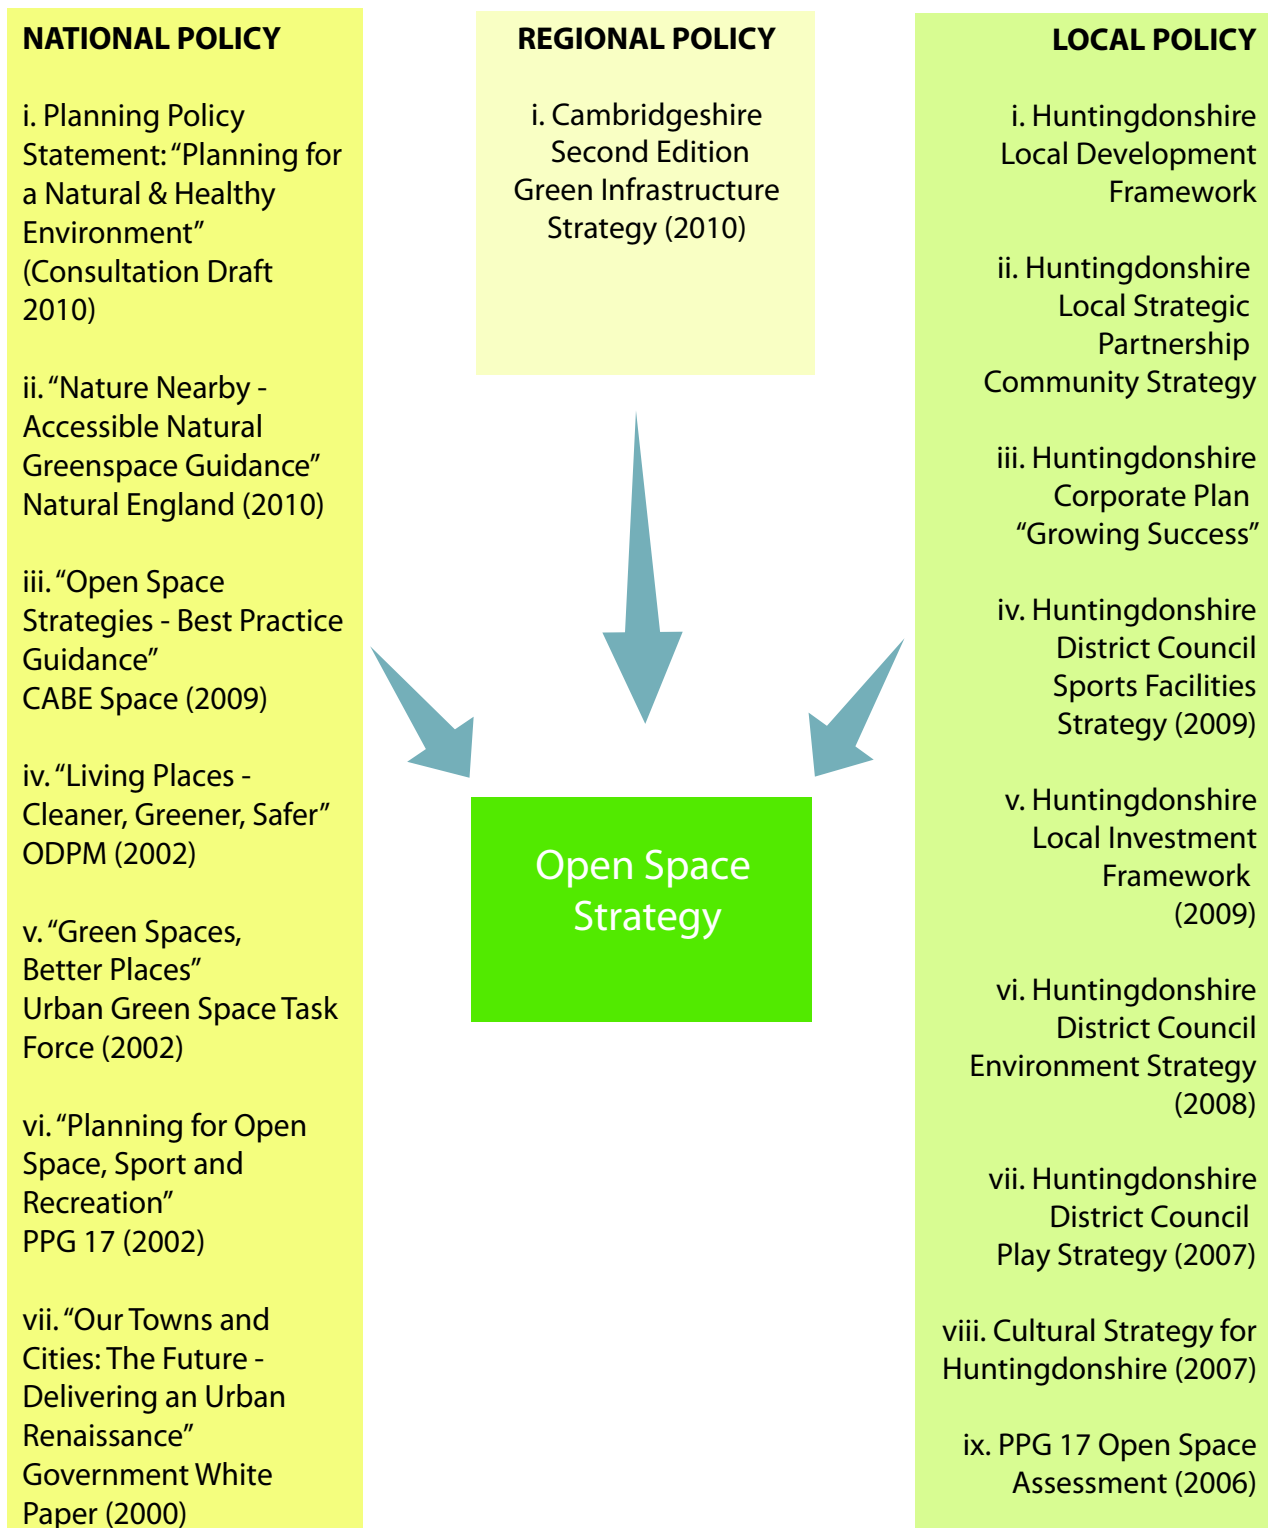 NATIONAL POLICY
i. Planning Policy
Statement: “Planning for
a Natural & Healthy
Environment”
(Consultation Draft
2010)
ii. “Nature Nearby -
Accessible Natural
Greenspace Guidance”
Natural England (2010)
iii. “Open Space
Strategies - Best Practice
Guidance”
CABE Space (2009)
iv. “Living Places -
Cleaner, Greener, Safer”
ODPM (2002)
v. “Green Spaces,
Better Places”
Urban Green Space Task
Force (2002)
vi. “Planning for Open
Space, Sport and
Recreation”
PPG 17 (2002)
vii. “Our Towns and
Cities: The Future -
Delivering an Urban
Renaissance”
Government White
Paper (2000)
REGIONAL POLICY
i. Cambridgeshire
Second Edition
Green Infrastructure
Strategy (2010)
Open Space
Strategy
LOCAL POLICY
i. Huntingdonshire
Local Development
Framework
ii. Huntingdonshire
Local Strategic
Partnership
Community Strategy
iii. Huntingdonshire
Corporate Plan
“Growing Success”
iv. Huntingdonshire
District Council
Sports Facilities
Strategy (2009)
v. Huntingdonshire
Local Investment
Framework
(2009)
vi. Huntingdonshire
District Council
Environment Strategy
(2008)
vii. Huntingdonshire
District Council
Play Strategy (2007)
viii. Cultural Strategy for
Huntingdonshire (2007)
ix. PPG 17 Open Space
Assessment (2006)